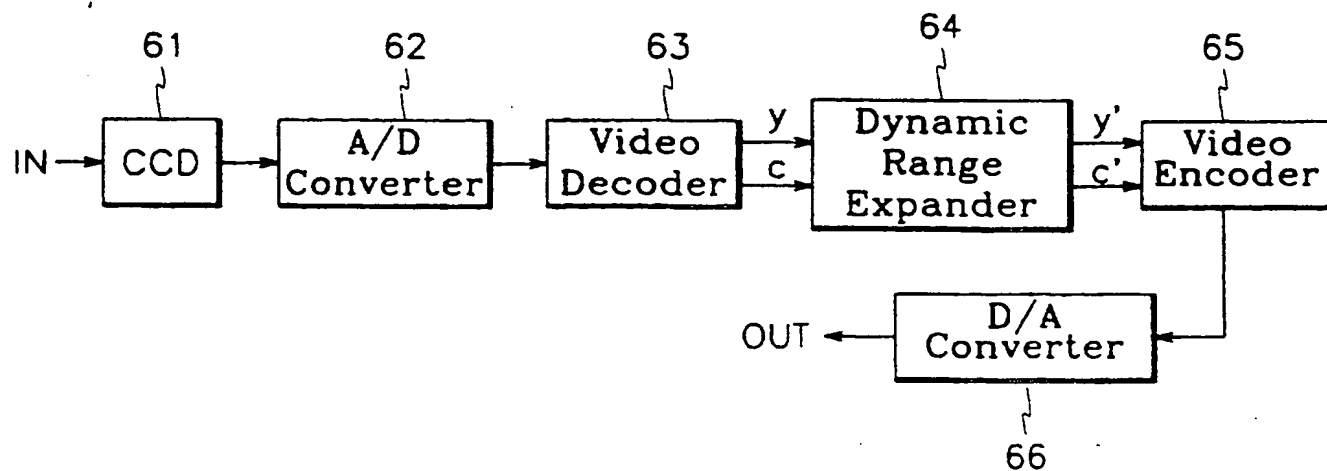 61
62
63
64
65
IN
CCD
A/D
Converter
Video
Decoder
y
c
Dynamic
Range
Expander
y'
c'
Video
Encoder
OUT
D/A
Converter
66